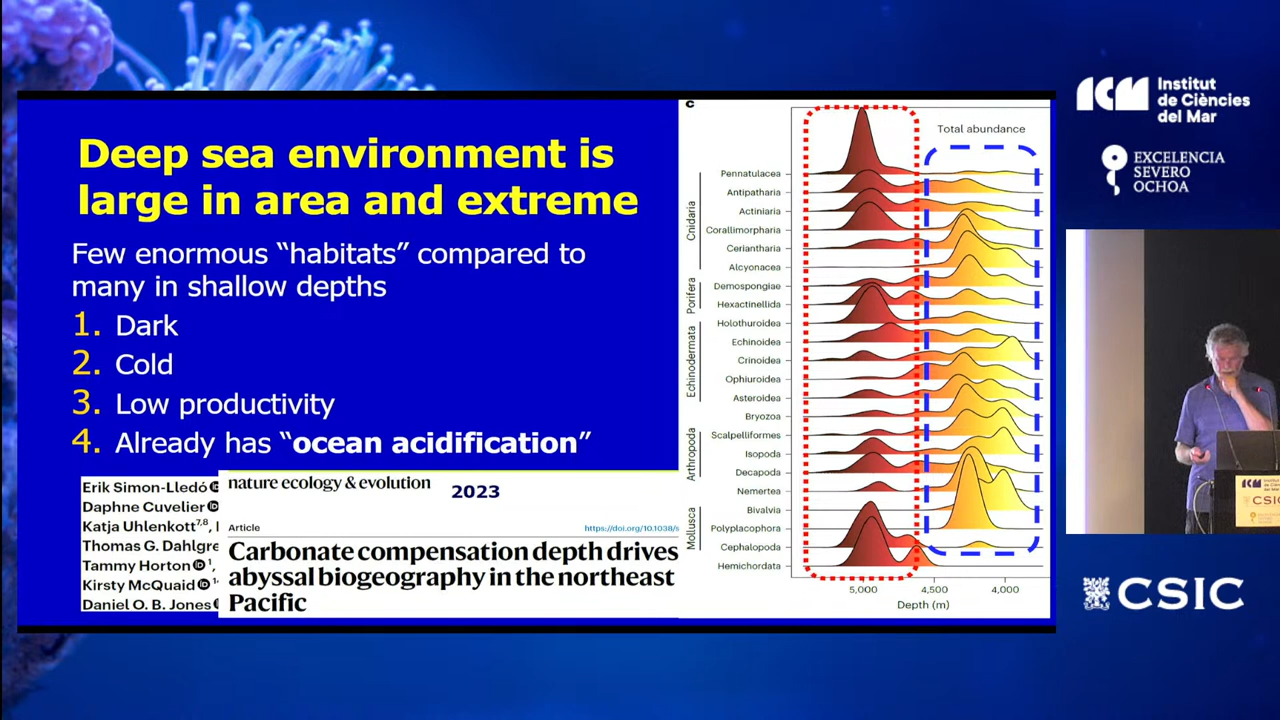 Deep sea environment is
large in area and extreme
Few enormous “habitats” compared to
many in shallow depths
1. Dark
2. Cold
3. Low productivity
4. Already has “ocean acidification”
Erik Simon-Lledó
Daphne Cuvelier
Katja Uhlenkott7,8,
Thomas G. Dahlgre
Tammy Horton
Kirsty McQuaid
Daniel O. B. Jones
nature ecology & evolution
2023
Article
https://doi.org/10.1038/s
Carbonate compensation depth drives
abyssal biogeography in the northeast
Pacific
c
Total abundance
Cnidaria
Pennatulacea
Antipatharia
Actiniaria
Corallimorpharia
Ceriantharia
Alcyonacea
Porifera
Demospongiae
Hexactinellida
Echinodermata
Holothuroidea
Echinoidea
Crinoidea
Ophiuroidea
Asteroidea
Bryozoa
Arthropoda
Scalpelliformes
Isopoda
Decapoda
Nemertea
Mollusca
Bivalvia
Polyplacophora
Cephalopoda
Hemichordata
5,000 4,500 4,000
Depth (m)
ICM
Institut
de Ciències
del Mar
EXCELENCIA
SEVERO
OCHOA
CSIC